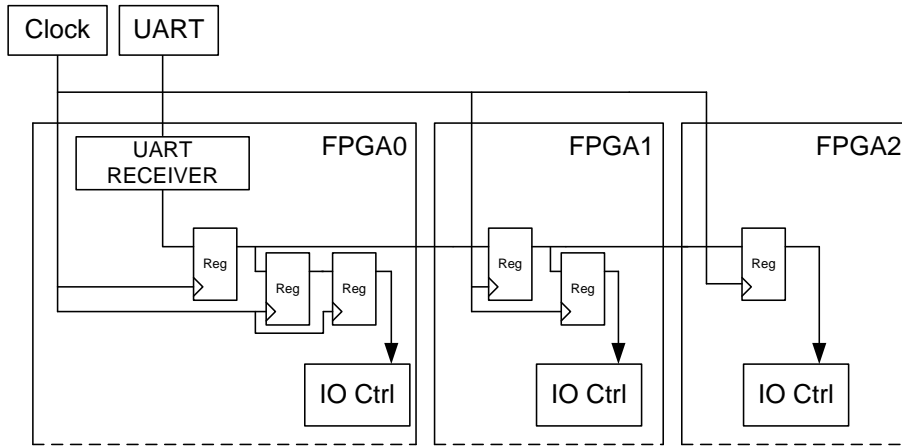 Clock
UART
FPGA0
FPGA1
FPGA2
UART
RECEIVER
Reg
Reg
Reg
Reg
Reg
Reg
IO Ctrl
IO Ctrl
IO Ctrl